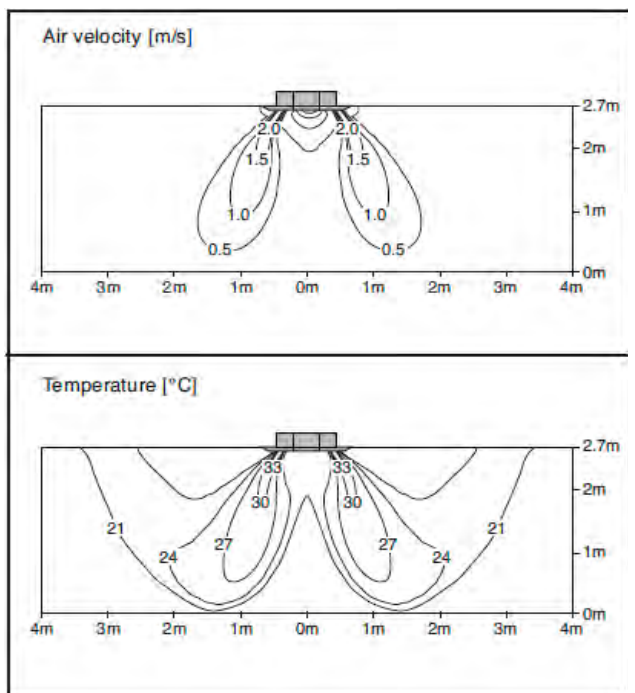 Air velocity [m/s]
2.7m
2.0 2.0
2m
1.5 1.5
1.0 1.0
1m
0.5 0.5
0m
4m 3m 2m 1m 0m 1m 2m 3m 4m
Temperature [°C]
2.7m
33 33
2m
30 30
21 21
27 27
24 24
1m
0m
4m 3m 2m 1m 0m 1m 2m 3m 4m